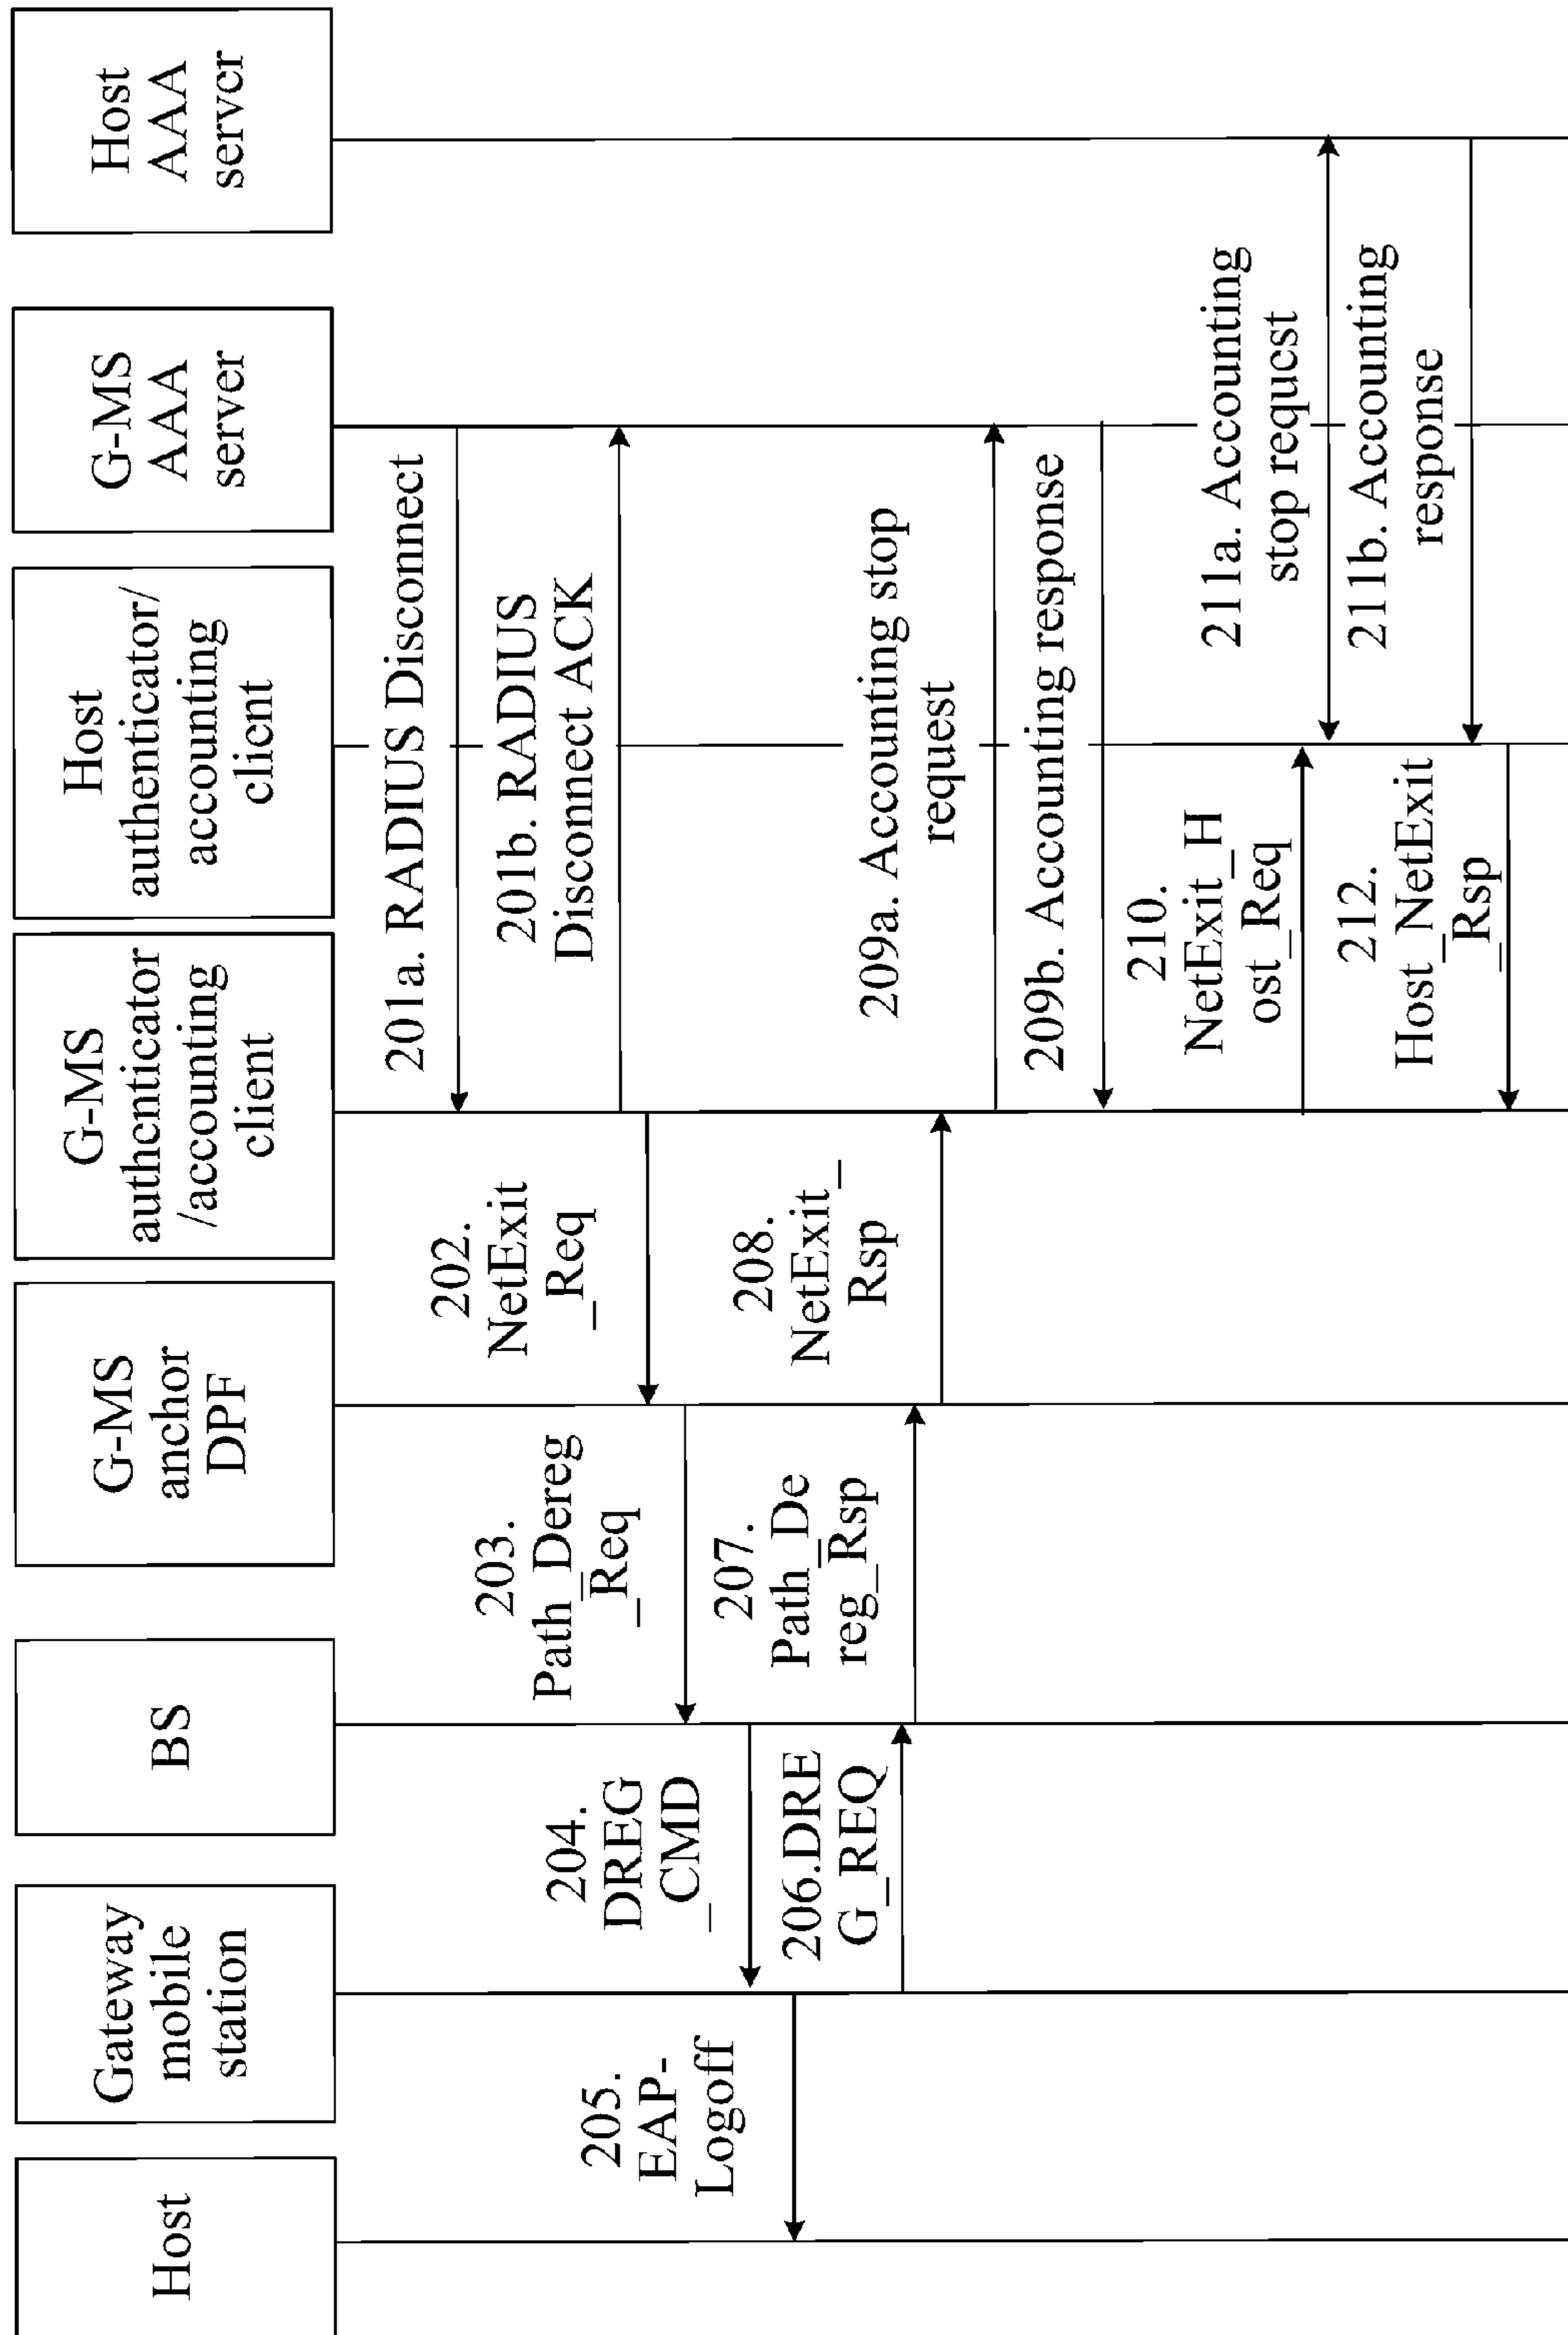 Host
Gateway
mobile
station
BS
G-MS
anchor
DPF
G-MS
authenticator
/accounting
client
Host
authenticator/
accounting
client
G-MS
AAA
server
Host
AAA
server
201a. RADIUS Disconnect
201b. RADIUS
Disconnect ACK
202.
NetExit
_Req
203.
Path_Dereg
_Req
204.
DREG
_CMD
205.
EAP-
Logoff
206.DRE
G_REQ
207.
Path_De
reg_Rsp
208.
NetExit_
Rsp
209a. Accounting stop
request
209b. Accounting response
210.
NetExit_H
ost_Req
211a. Accounting
stop request
211b. Accounting
response
212.
Host_NetExit
_Rsp